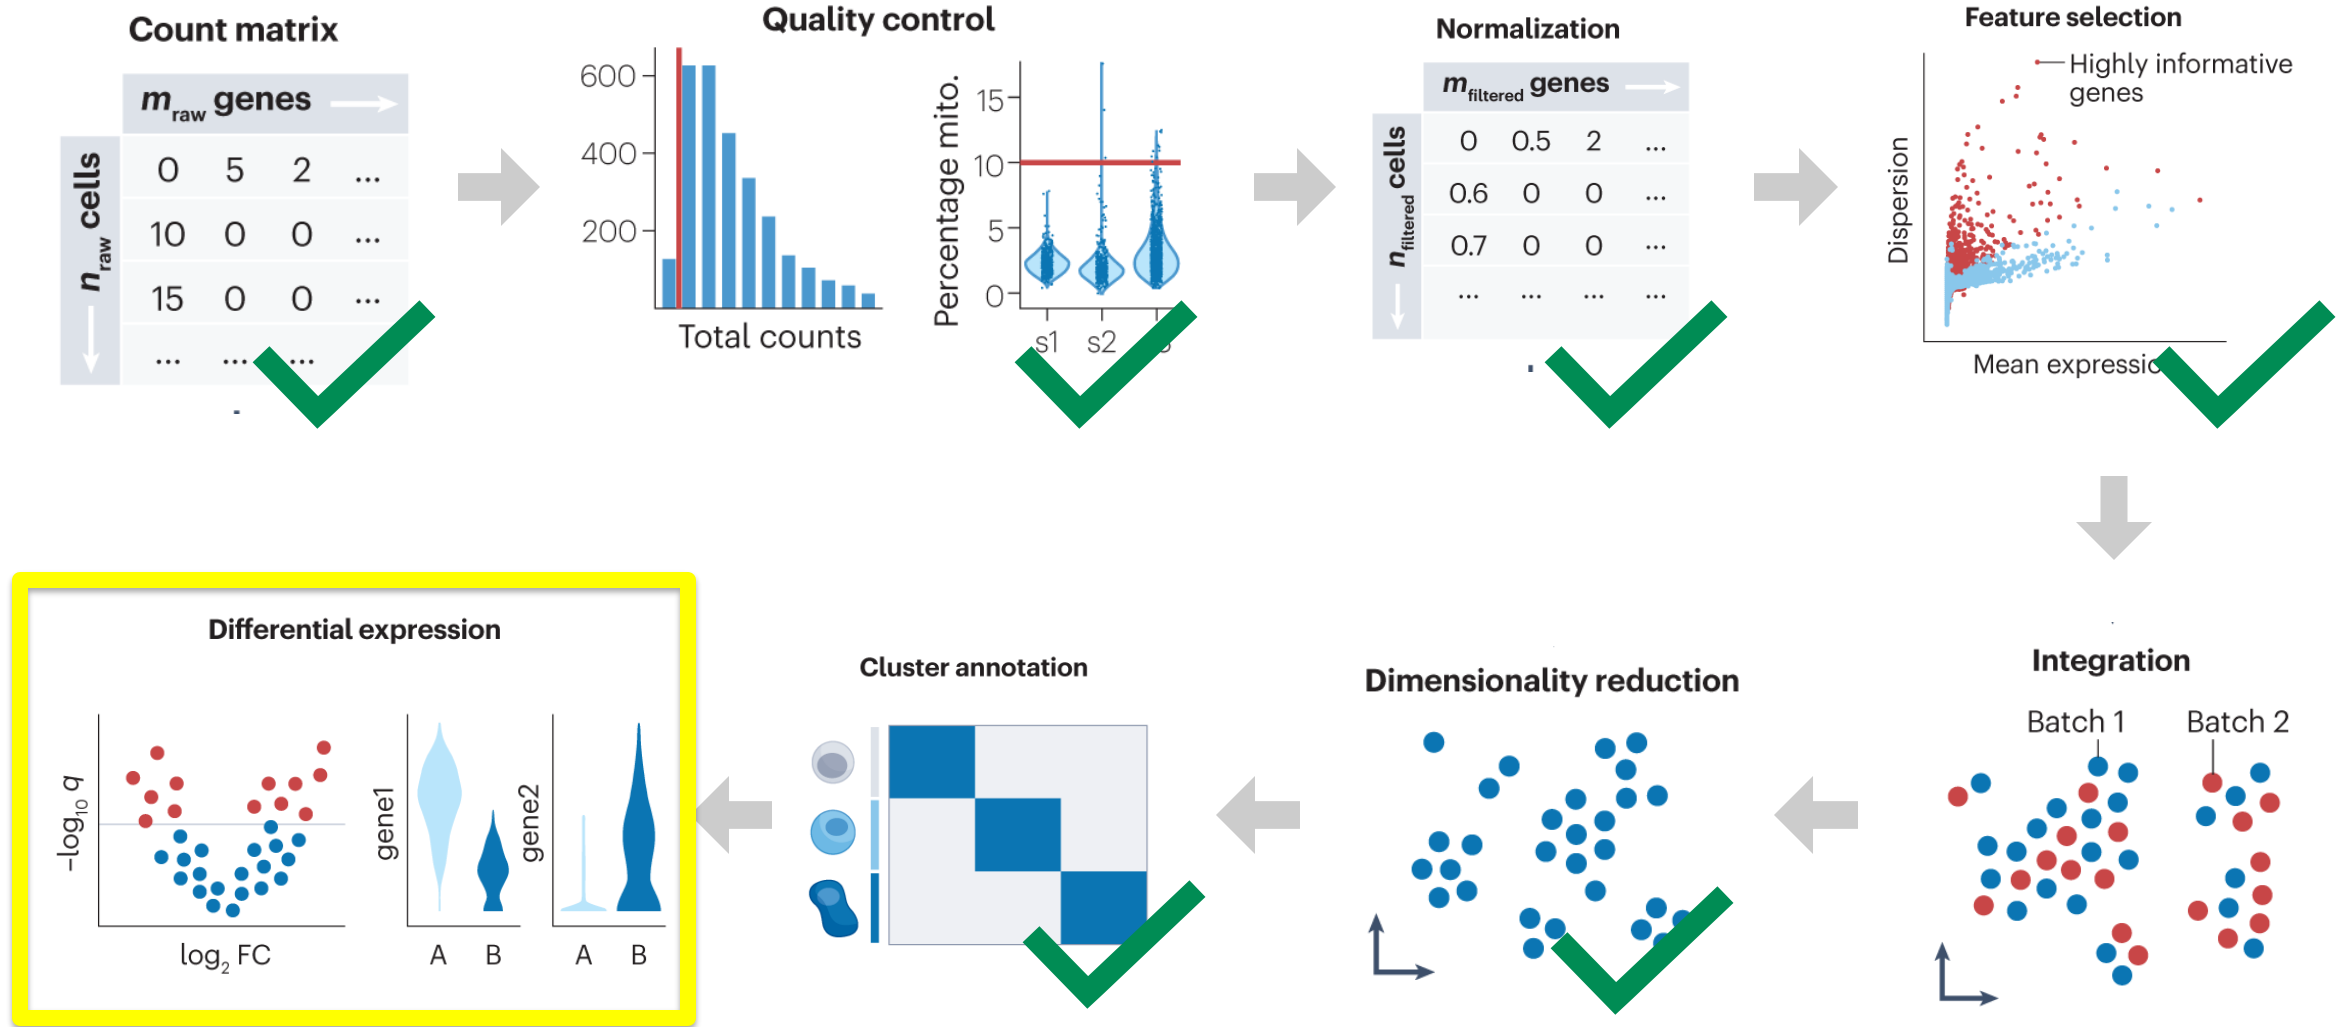 Count matrix
m_raw genes
n_raw cells
0 5 2 ...
10 0 0 ...
15 0 0 ...
... ... ...
Quality control
600
400
200
Total counts
Percentage mito.
15
10
5
0
s1 s2
Normalization
m_filtered genes
n_filtered cells
0 0.5 2 ...
0.6 0 0 ...
0.7 0 0 ...
... ... ... ...
Feature selection
Highly informative
genes
Dispersion
Mean expressio
Differential expression
–log10 q
log2 FC
gene1
A B
gene2
A B
Cluster annotation
Dimensionality reduction
Integration
Batch 1 Batch 2